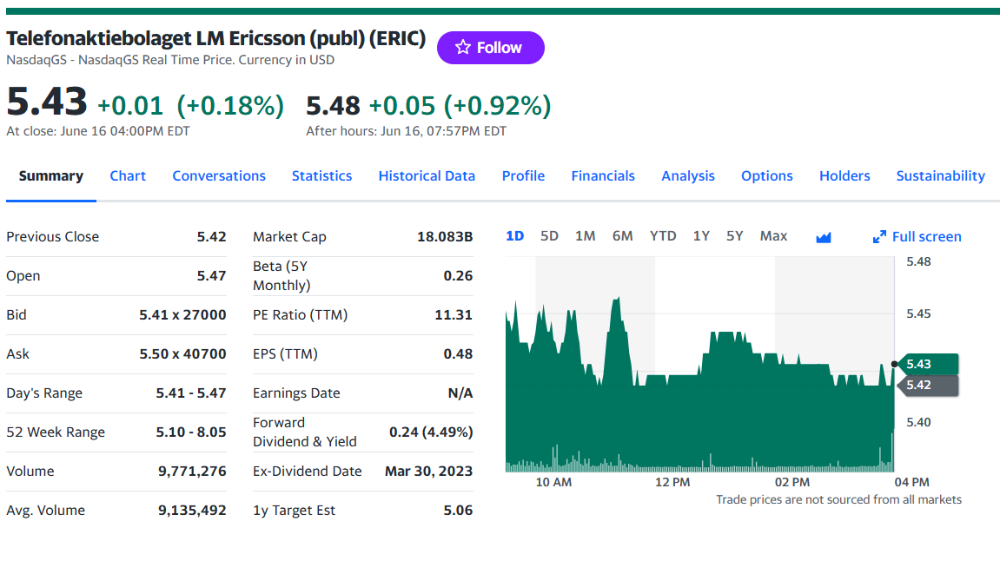 Telefonaktiebolaget LM Ericsson (publ) (ERIC)
Follow
NasdaqGS - NasdaqGS Real Time Price. Currency in USD
5.43 +0.01 (+0.18%) 5.48 +0.05 (+0.92%)
At close: June 16 04:00PM EDT After hours: Jun 16, 07:57PM EDT
Summary Chart Conversations Statistics Historical Data Profile Financials Analysis Options Holders Sustainability
Previous Close 5.42
Open 5.47
Bid 5.41 x 27000
Ask 5.50 x 40700
Day's Range 5.41 - 5.47
52 Week Range 5.10 - 8.05
Volume 9,771,276
Avg. Volume 9,135,492
Market Cap 18.083B
Beta (5Y
Monthly) 0.26
PE Ratio (TTM) 11.31
EPS (TTM) 0.48
Earnings Date N/A
Forward
Dividend & Yield 0.24 (4.49%)
Ex-Dividend Date Mar 30, 2023
1y Target Est 5.06
1D 5D 1M 6M YTD 1Y 5Y Max Full screen
5.48
5.45
5.43
5.42
5.40
10 AM 12 PM 02 PM 04 PM
Trade prices are not sourced from all markets